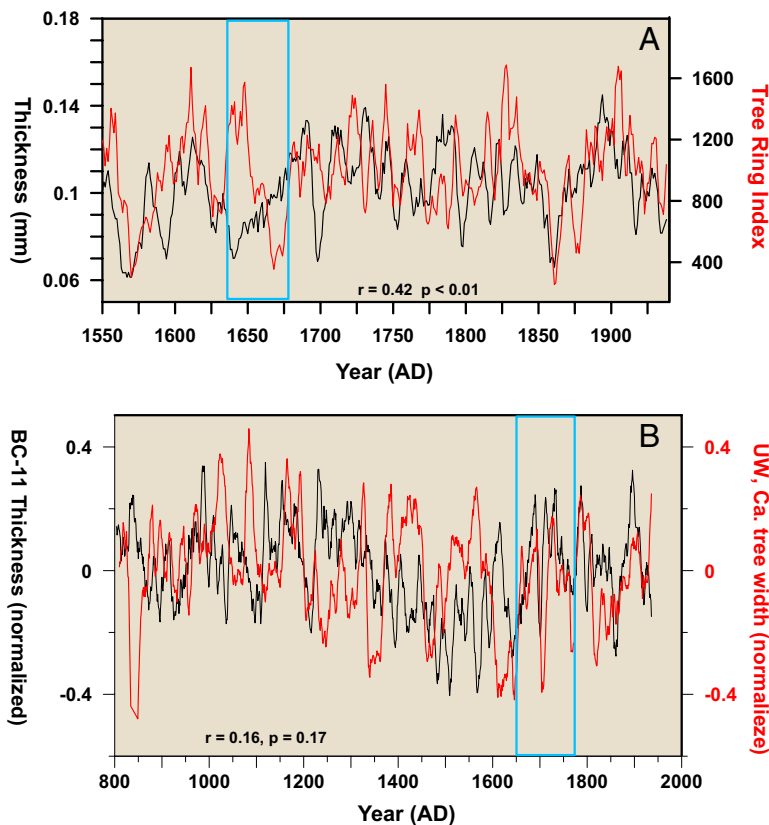 A
0.18
0.14
0.1
0.06
Thickness (mm)
1600
1200
800
400
Tree Ring Index
r = 0.42 p < 0.01
1550 1600 1650 1700 1750 1800 1850 1900
Year (AD)
B
0.4
0
-0.4
BC-11 Thickness (normalized)
0.4
0
-0.4
UW, Ca. tree width (normalieze)
r = 0.16, p = 0.17
800 1000 1200 1400 1600 1800 2000
Year (AD)